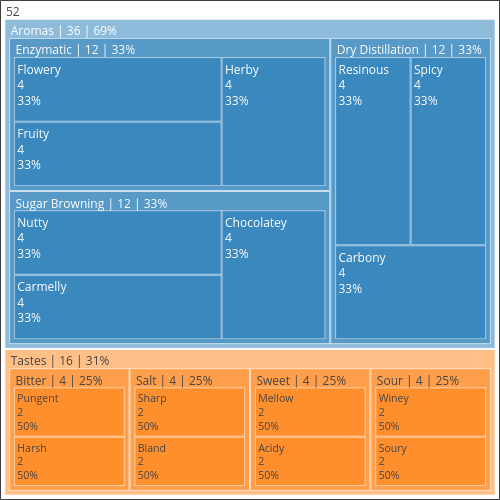 52
Aromas | 36 | 69%
Enzymatic | 12 | 33%
Flowery
4
33%
Fruity
4
33%
Herby
4
33%
Sugar Browning | 12 | 33%
Nutty
4
33%
Carmelly
4
33%
Chocolatey
4
33%
Dry Distillation | 12 | 33%
Resinous
4
33%
Spicy
4
33%
Carbony
4
33%
Tastes | 16 | 31%
Bitter | 4 | 25%
Pungent
2
50%
Harsh
2
50%
Salt | 4 | 25%
Sharp
2
50%
Bland
2
50%
Sweet | 4 | 25%
Mellow
2
50%
Acidy
2
50%
Sour | 4 | 25%
Winey
2
50%
Soury
2
50%